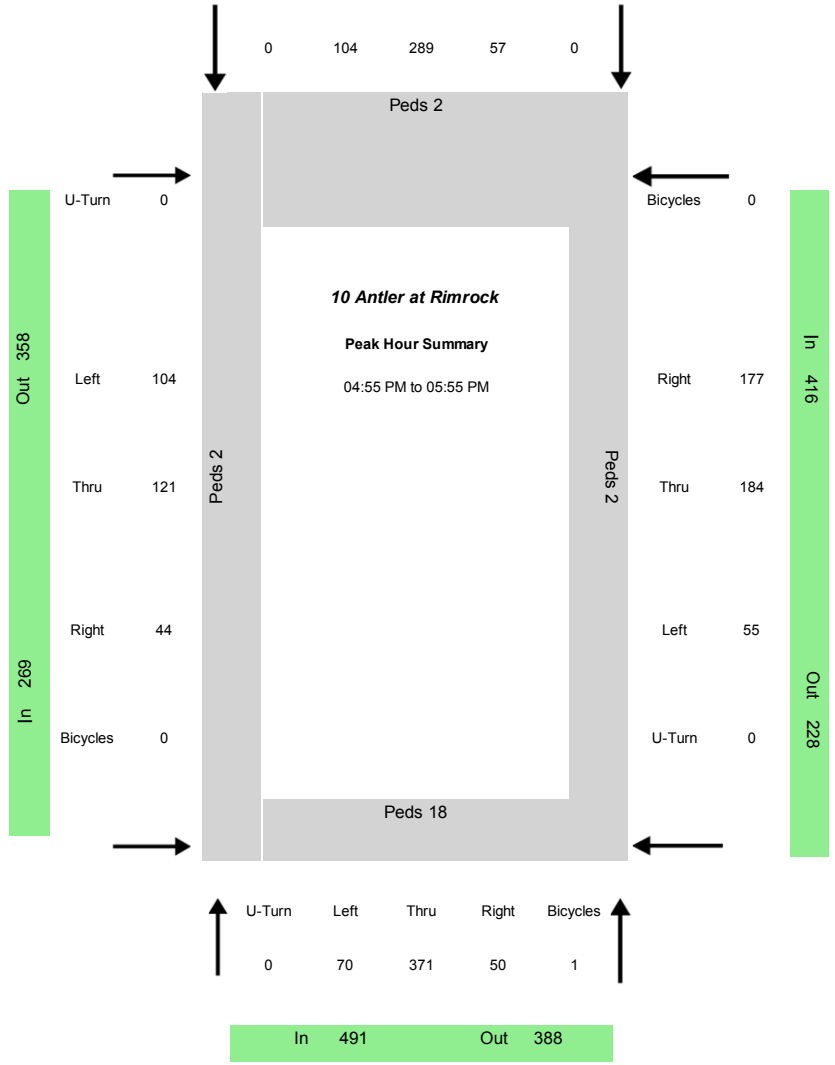 0 104 289 57 0
Peds 2
U-Turn 0
Left 104
Thru 121
Right 44
Bicycles 0
Out 358
In 269
Peds 2
10 Antler at Rimrock
Peak Hour Summary
04:55 PM to 05:55 PM
Peds 2
Bicycles 0
Right 177
Thru 184
Left 55
U-Turn 0
In 416
Out 228
Peds 18
U-Turn Left Thru Right Bicycles
0 70 371 50 1
In 491 Out 388